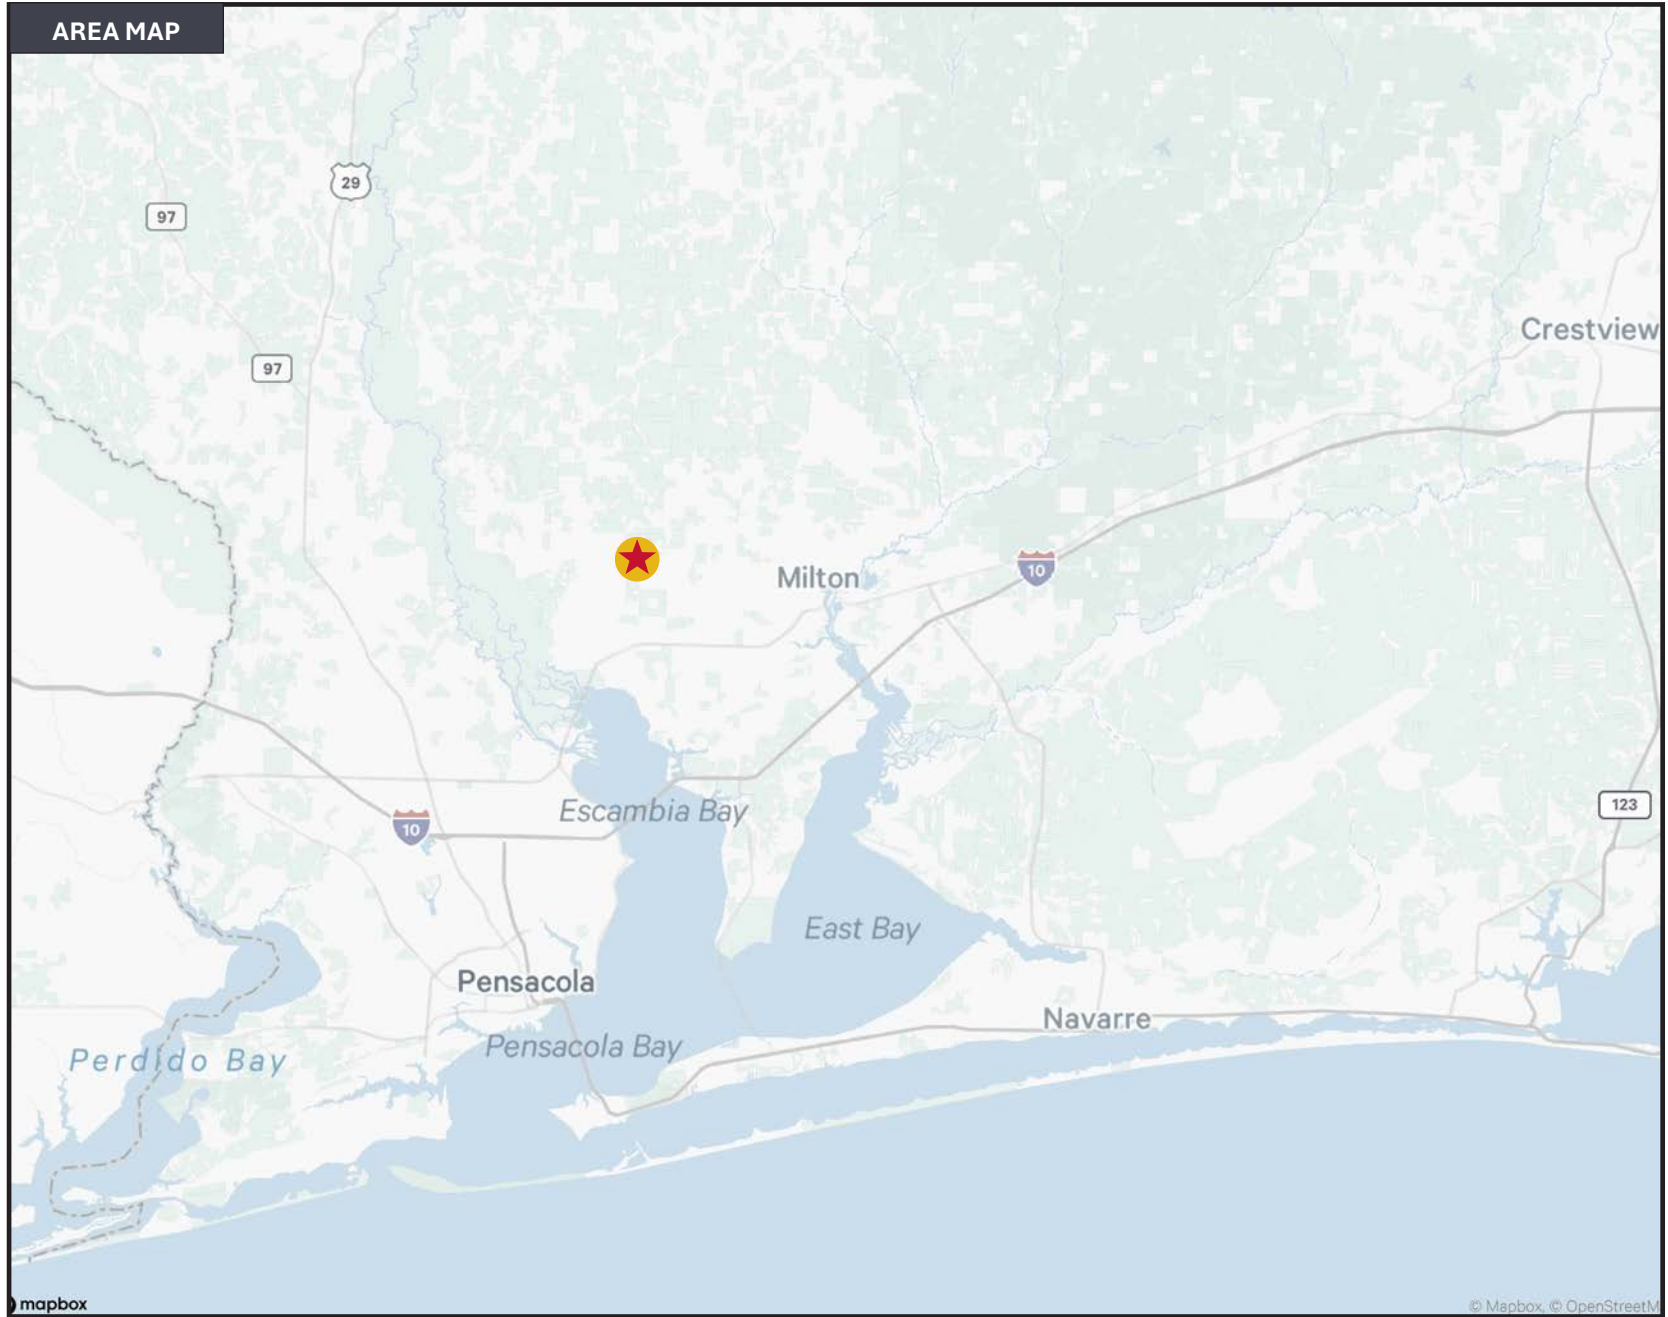 AREA MAP
29
97
Crestview
97
Milton
10
123
Escambia Bay
10
East Bay
Pensacola
Navarre
Pensacola Bay
Perdido Bay
mapbox
© Mapbox, © OpenStreetM